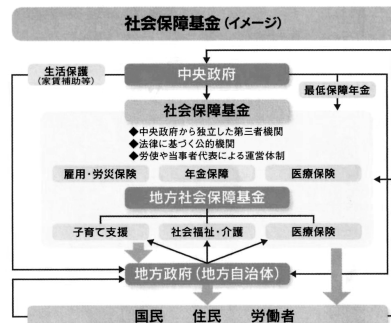 社会保障基金(イメージ)
生活保護
(家賃補助等)
中央政府
最低保障年金
社会保障基金
◆中央政府から独立した第三者機関
◆法律に基づく公的機関
◆労使や当事者代表による運営体制
雇用・労災保険 年金保障 医療保険
地方社会保障基金
子育て支援 社会福祉・介護 医療保険
地方政府(地方自治体)
国民 住民 労働者